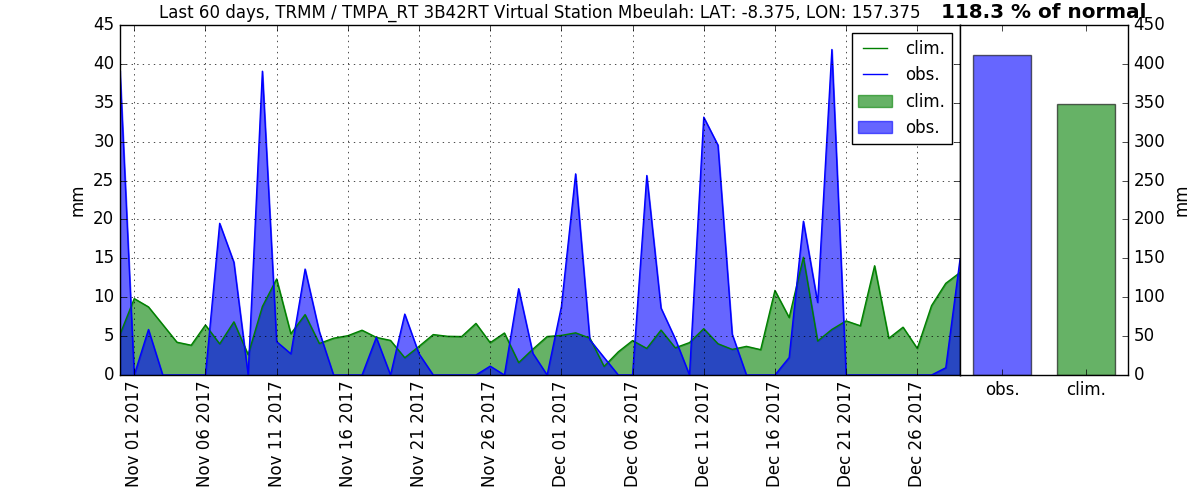 Last 60 days, TRMM / TMPA_RT 3B42RT Virtual Station Mbeulah: LAT: -8.375, LON: 157.375
118.3 % of normal
45
40
35
30
25
20
15
10
5
0
mm
clim.
obs.
clim.
obs.
Nov 01 2017
Nov 06 2017
Nov 11 2017
Nov 16 2017
Nov 21 2017
Nov 26 2017
Dec 01 2017
Dec 06 2017
Dec 11 2017
Dec 16 2017
Dec 21 2017
Dec 26 2017
450
400
350
300
250
200
150
100
50
0
mm
obs.
clim.